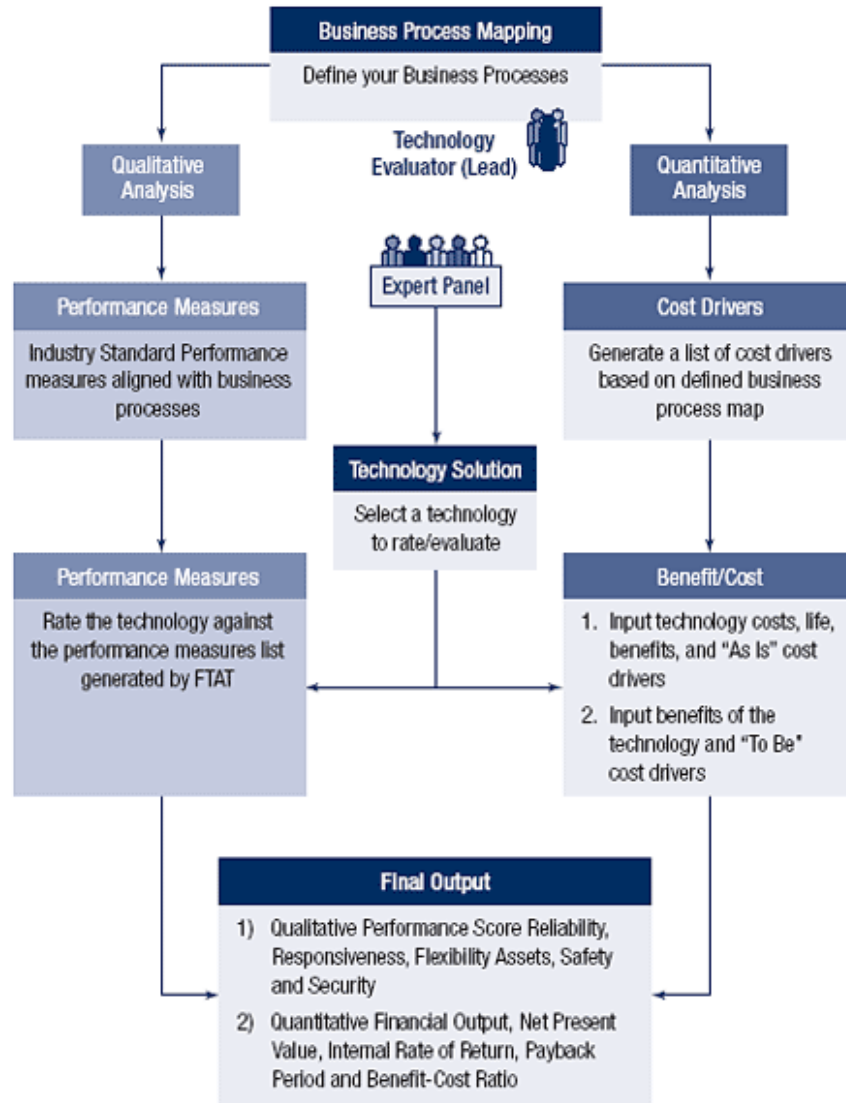 Business Process Mapping
Define your Business Processes
Technology
Evaluator (Lead)
Qualitative
Analysis
Quantitative
Analysis
Expert Panel
Performance Measures
Industry Standard Performance
measures aligned with business
processes
Cost Drivers
Generate a list of cost drivers
based on defined business
process map
Technology Solution
Select a technology
to rate/evaluate
Performance Measures
Rate the technology against
the performance measures list
generated by FTAT
Benefit/Cost
1. Input technology costs, life,
benefits, and “As Is” cost
drivers
2. Input benefits of the
technology and “To Be”
cost drivers
Final Output
1) Qualitative Performance Score Reliability,
Responsiveness, Flexibility Assets, Safety
and Security
2) Quantitative Financial Output, Net Present
Value, Internal Rate of Return, Payback
Period and Benefit-Cost Ratio